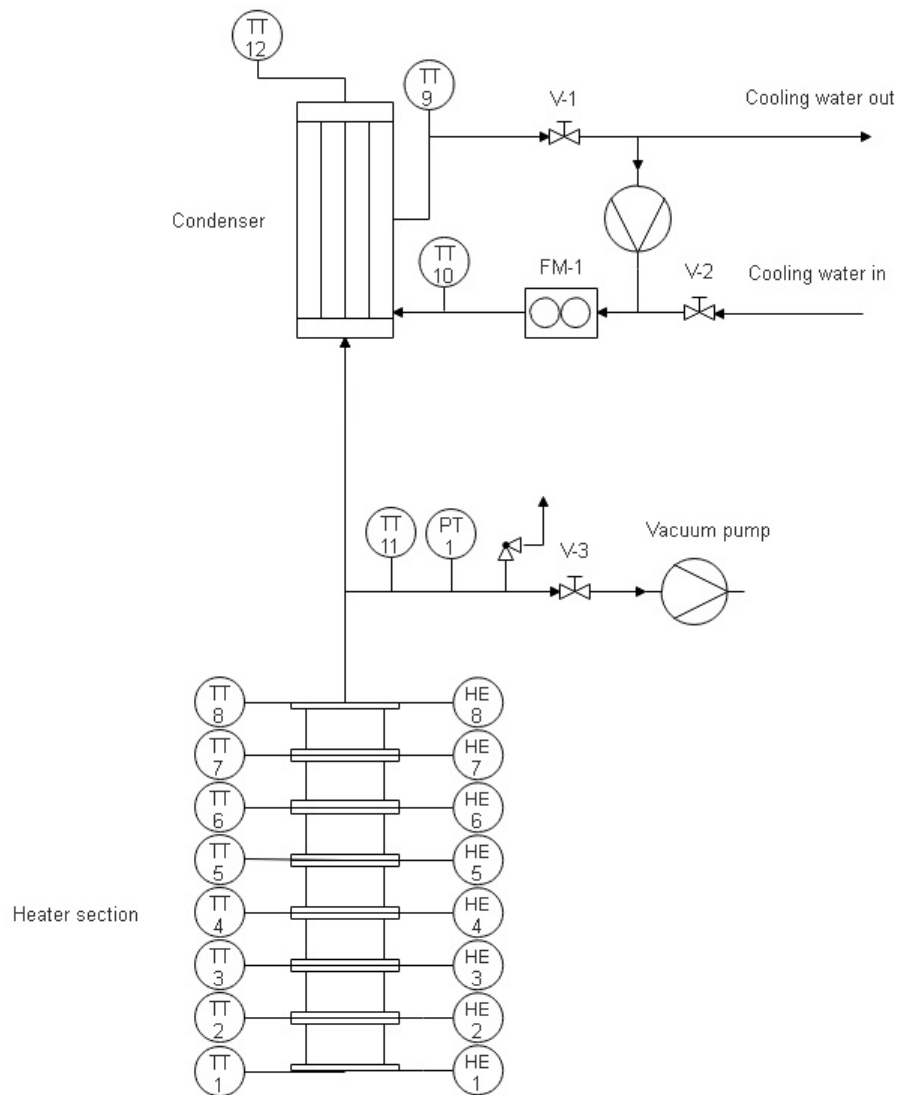 TT
12
TT
9
V-1
Cooling water out
Condenser
TT
10
FM-1
V-2
Cooling water in
TT
11
PT
1
V-3
Vacuum pump
TT
8
HE
8
TT
7
HE
7
TT
6
HE
6
TT
5
HE
5
Heater section
TT
4
HE
4
TT
3
HE
3
TT
2
HE
2
TT
1
HE
1